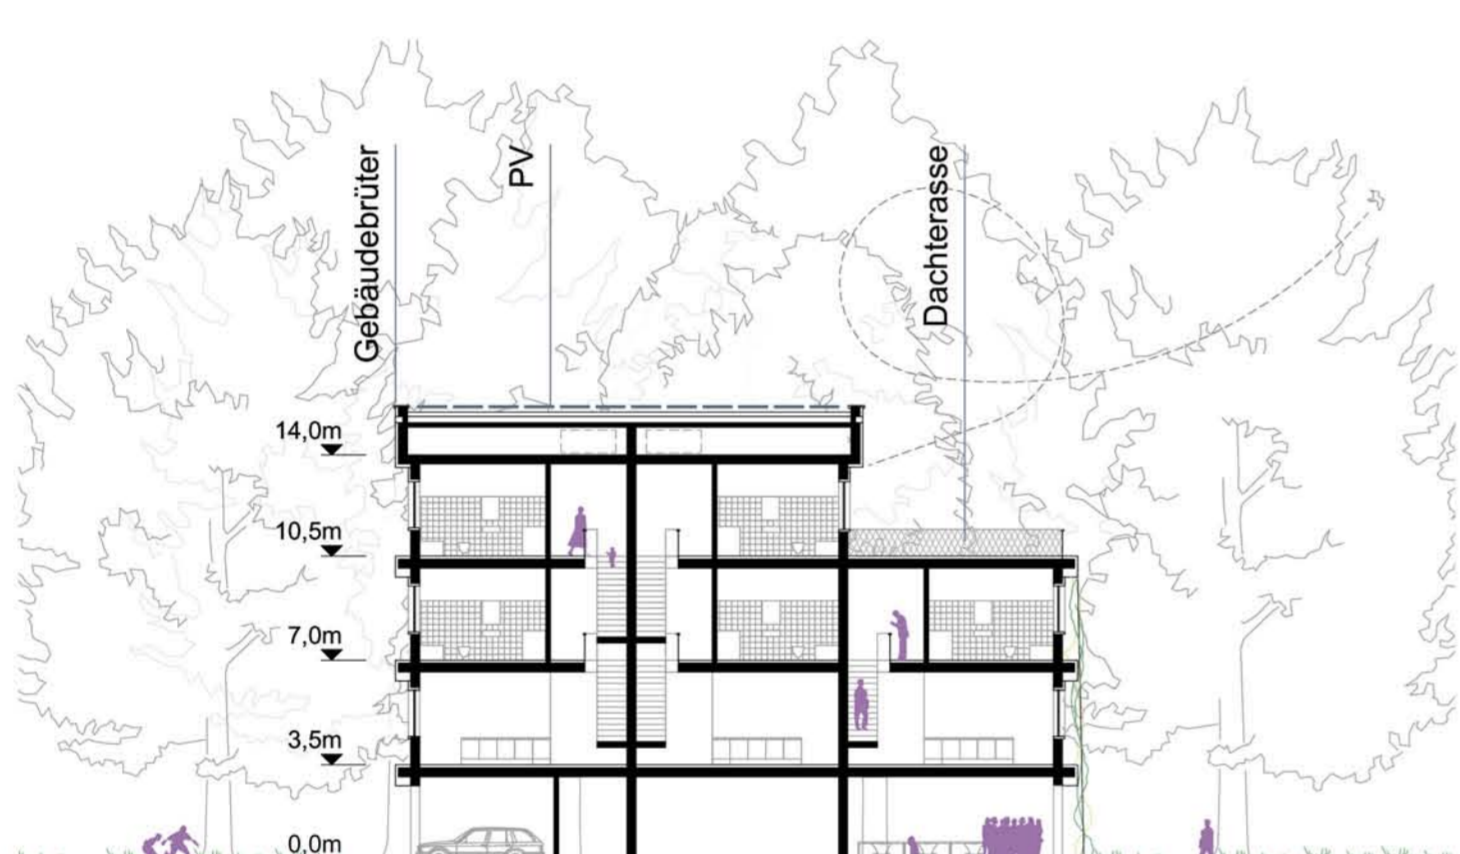 Gebäudebrüter
PV
Dachterasse
14,0m
10,5m
7,0m
3,5m
0,0m